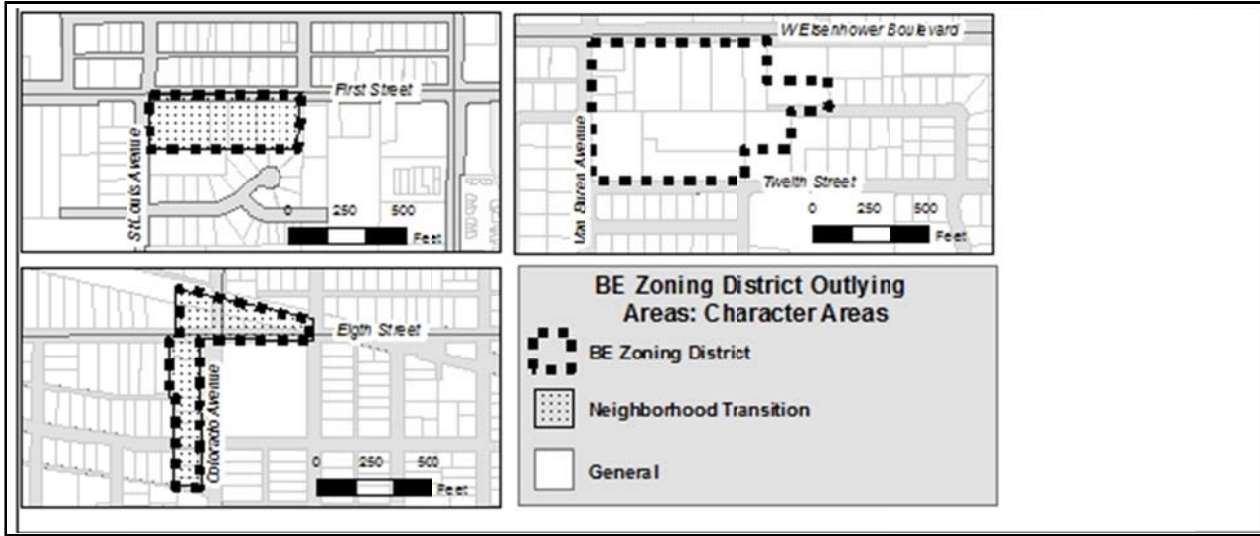 First Street
St Louis Avenue
0 250 500
Feet
W Eisenhower Boulevard
Van Buren Avenue
Twelth Street
0 250 500
Feet
Eigth Street
Colorado Avenue
0 250 500
Feet
BE Zoning District Outlying
Areas: Character Areas
BE Zoning District
Neighborhood Transition
General